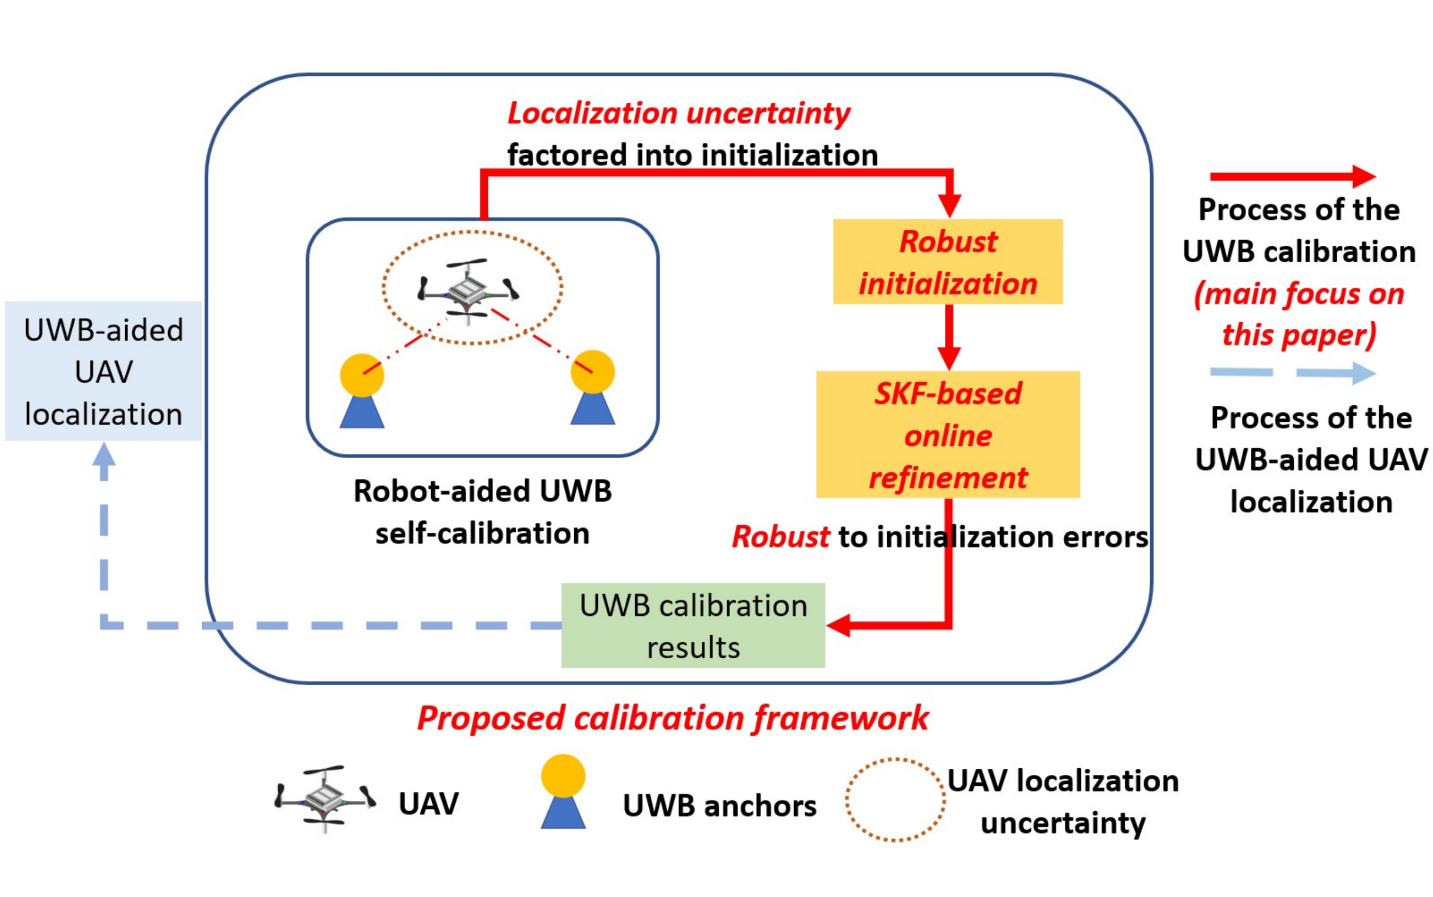 Localization uncertainty
factored into initialization
Robust
initialization
SKF-based
online
refinement
Robust to initialization errors
Robot-aided UWB
self-calibration
UWB calibration
results
UWB-aided
UAV
localization
Proposed calibration framework
UAV
UWB anchors
UAV localization
uncertainty
Process of the
UWB calibration
(main focus on
this paper)
Process of the
UWB-aided UAV
localization